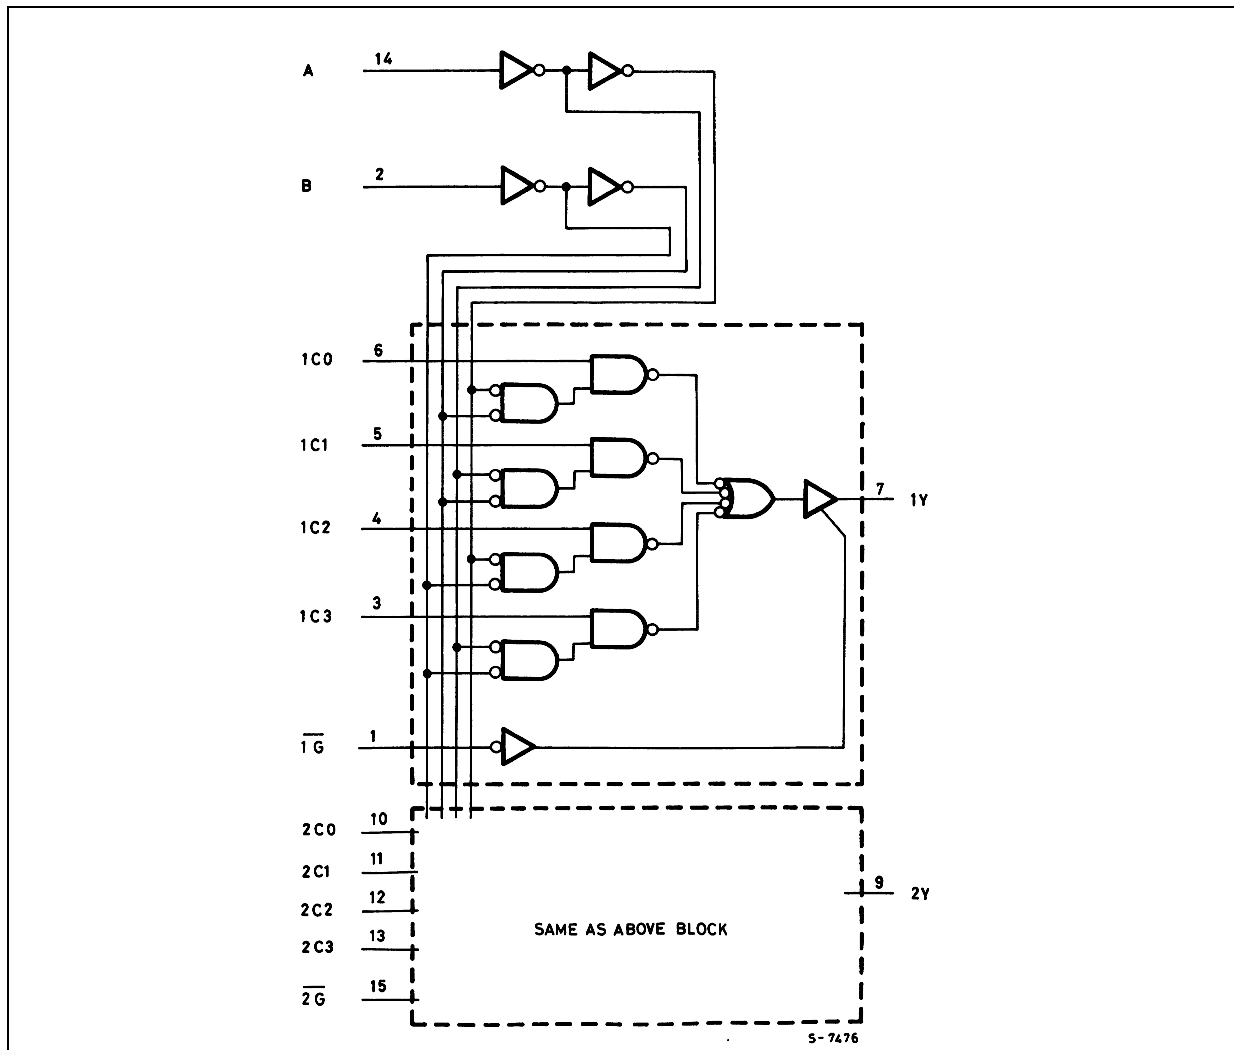 A 14
B 2
1C0 6
1C1 5
7 1Y
1C2 4
1C3 3
1G̅ 1
2C0 10
2C1 11
9 2Y
2C2 12
SAME AS ABOVE BLOCK
2C3 13
2G̅ 15
S-7476